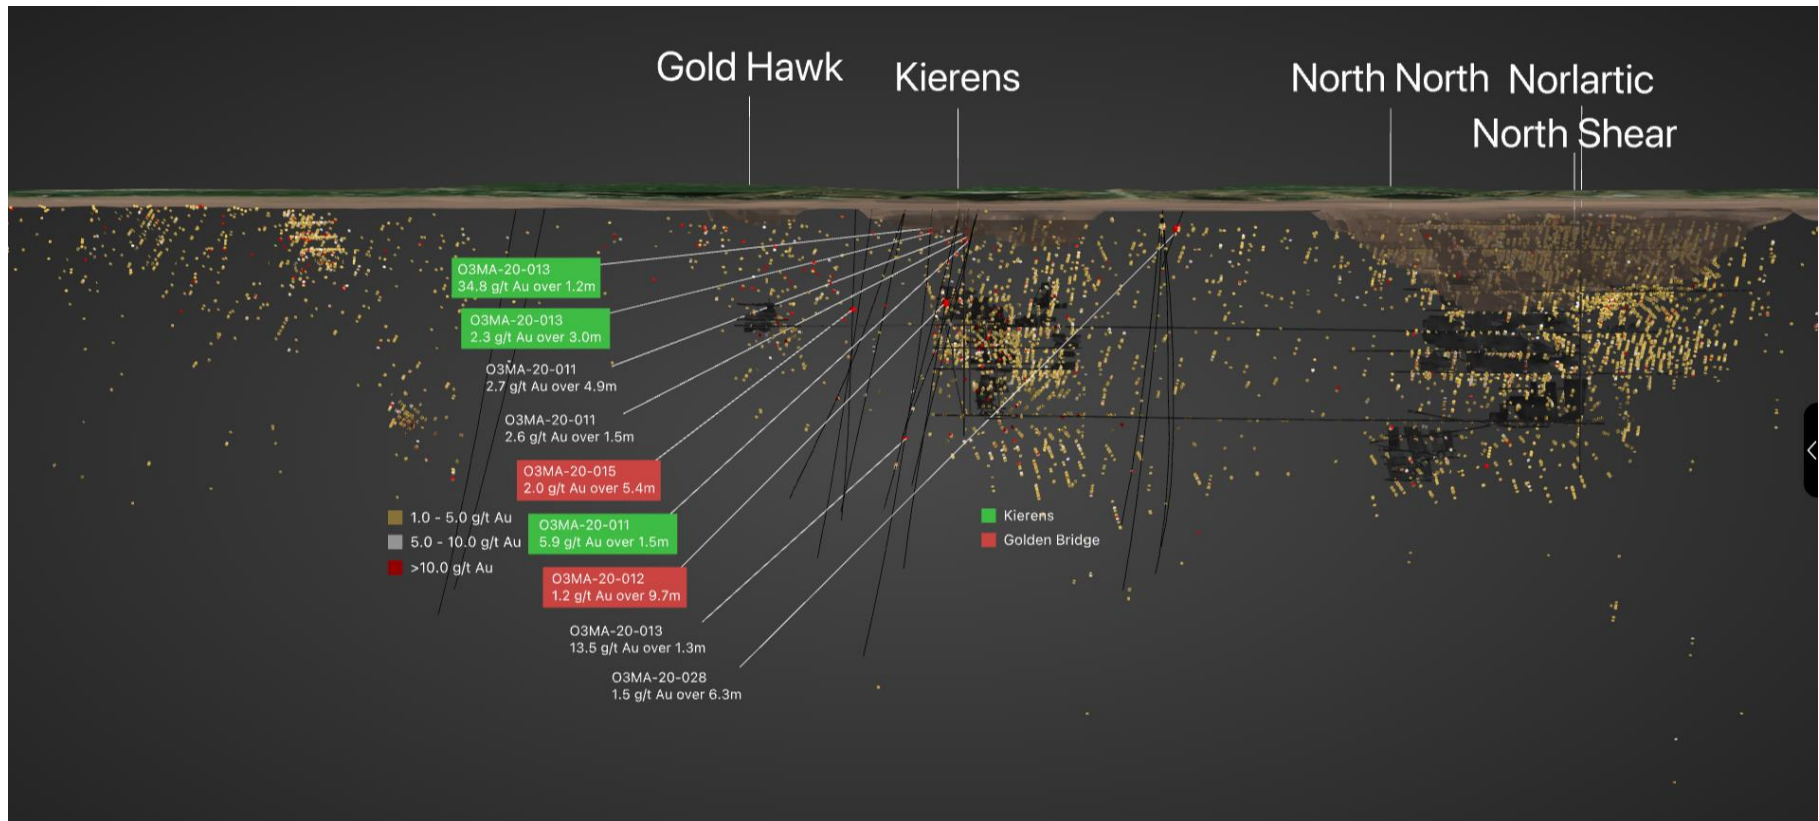 Gold Hawk
Kierens
North North
Norlartic
North Shear
O3MA-20-013
34.8 g/t Au over 1.2m
O3MA-20-013
2.3 g/t Au over 3.0m
O3MA-20-011
2.7 g/t Au over 4.9m
O3MA-20-011
2.6 g/t Au over 1.5m
O3MA-20-015
2.0 g/t Au over 5.4m
O3MA-20-011
5.9 g/t Au over 1.5m
O3MA-20-012
1.2 g/t Au over 9.7m
O3MA-20-013
13.5 g/t Au over 1.3m
O3MA-20-028
1.5 g/t Au over 6.3m
1.0 - 5.0 g/t Au
5.0 - 10.0 g/t Au
>10.0 g/t Au
Kierens
Golden Bridge